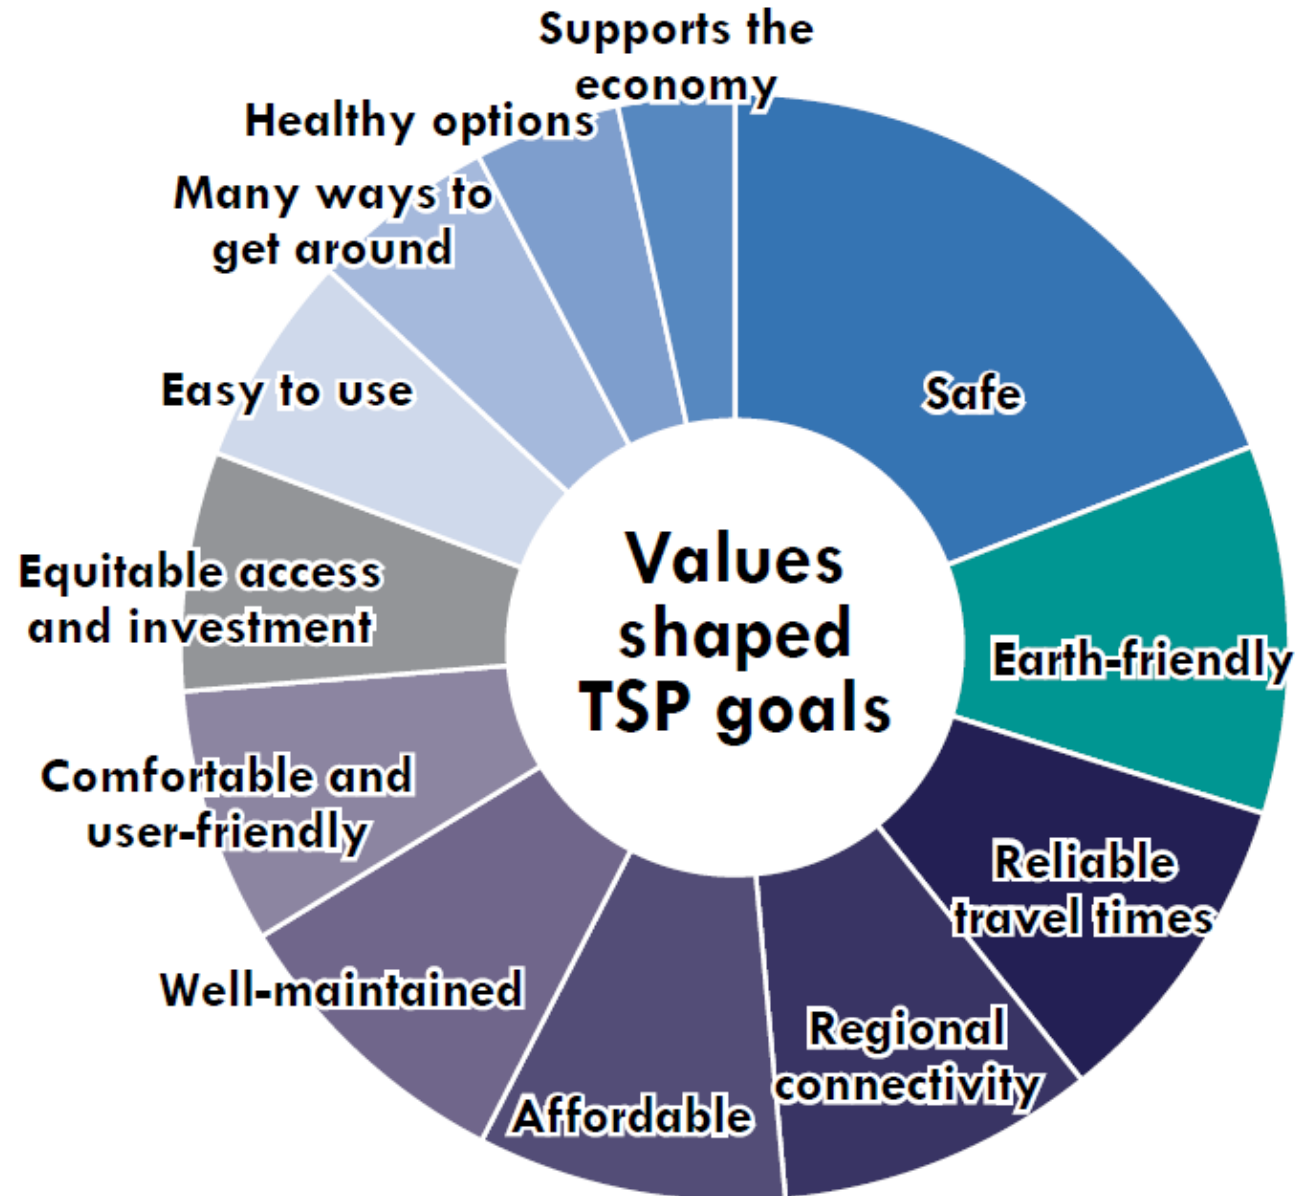 Supports the
economy
Healthy options
Many ways to
get around
Safe
Easy to use
Values
shaped
TSP goals
Equitable access
and investment
Earth-friendly
Comfortable and
user-friendly
Reliable
travel times
Well-maintained
Regional
connectivity
Affordable